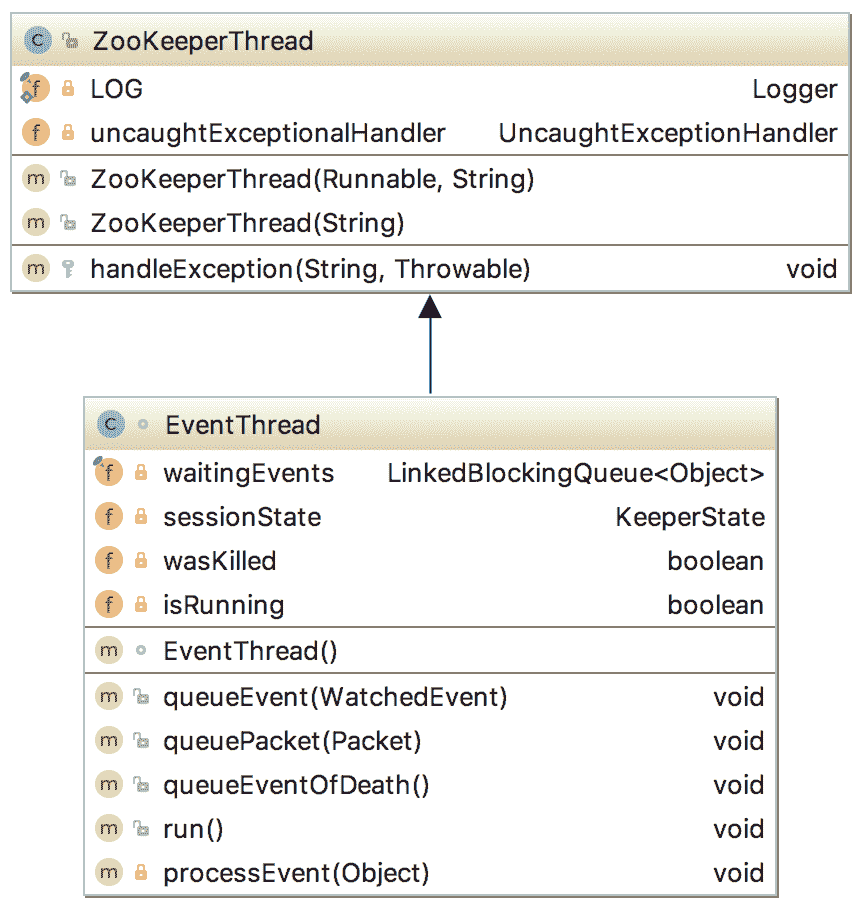 C ZooKeeperThread
f LOG Logger
f uncaughtExceptionalHandler UncaughtExceptionHandler
m ZooKeeperThread(Runnable, String)
m ZooKeeperThread(String)
m handleException(String, Throwable) void
C EventThread
f waitingEvents LinkedBlockingQueue<Object>
f sessionState KeeperState
f wasKilled boolean
f isRunning boolean
m EventThread()
m queueEvent(WatchedEvent) void
m queuePacket(Packet) void
m queueEventOfDeath() void
m run() void
m processEvent(Object) void